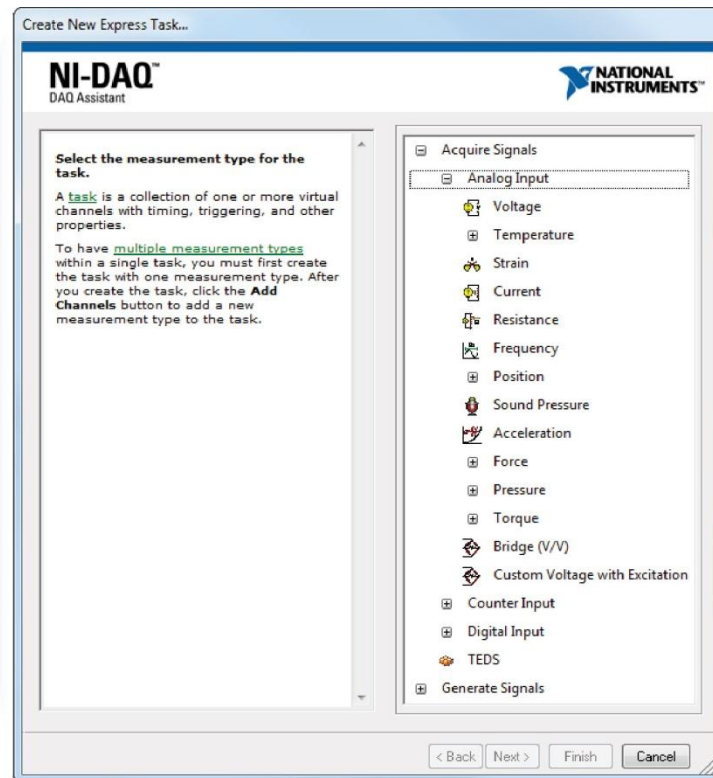 Create New Express Task...
NI-DAQ™
DAQ Assistant
NATIONAL
INSTRUMENTS™
Select the measurement type for the
task.
A task is a collection of one or more virtual
channels with timing, triggering, and other
properties.
To have multiple measurement types
within a single task, you must first create
the task with one measurement type. After
you create the task, click the Add
Channels button to add a new
measurement type to the task.
Acquire Signals
Analog Input
Voltage
Temperature
Strain
Current
Resistance
Frequency
Position
Sound Pressure
Acceleration
Force
Pressure
Torque
Bridge (V/V)
Custom Voltage with Excitation
Counter Input
Digital Input
TEDS
Generate Signals
< Back Next > Finish Cancel